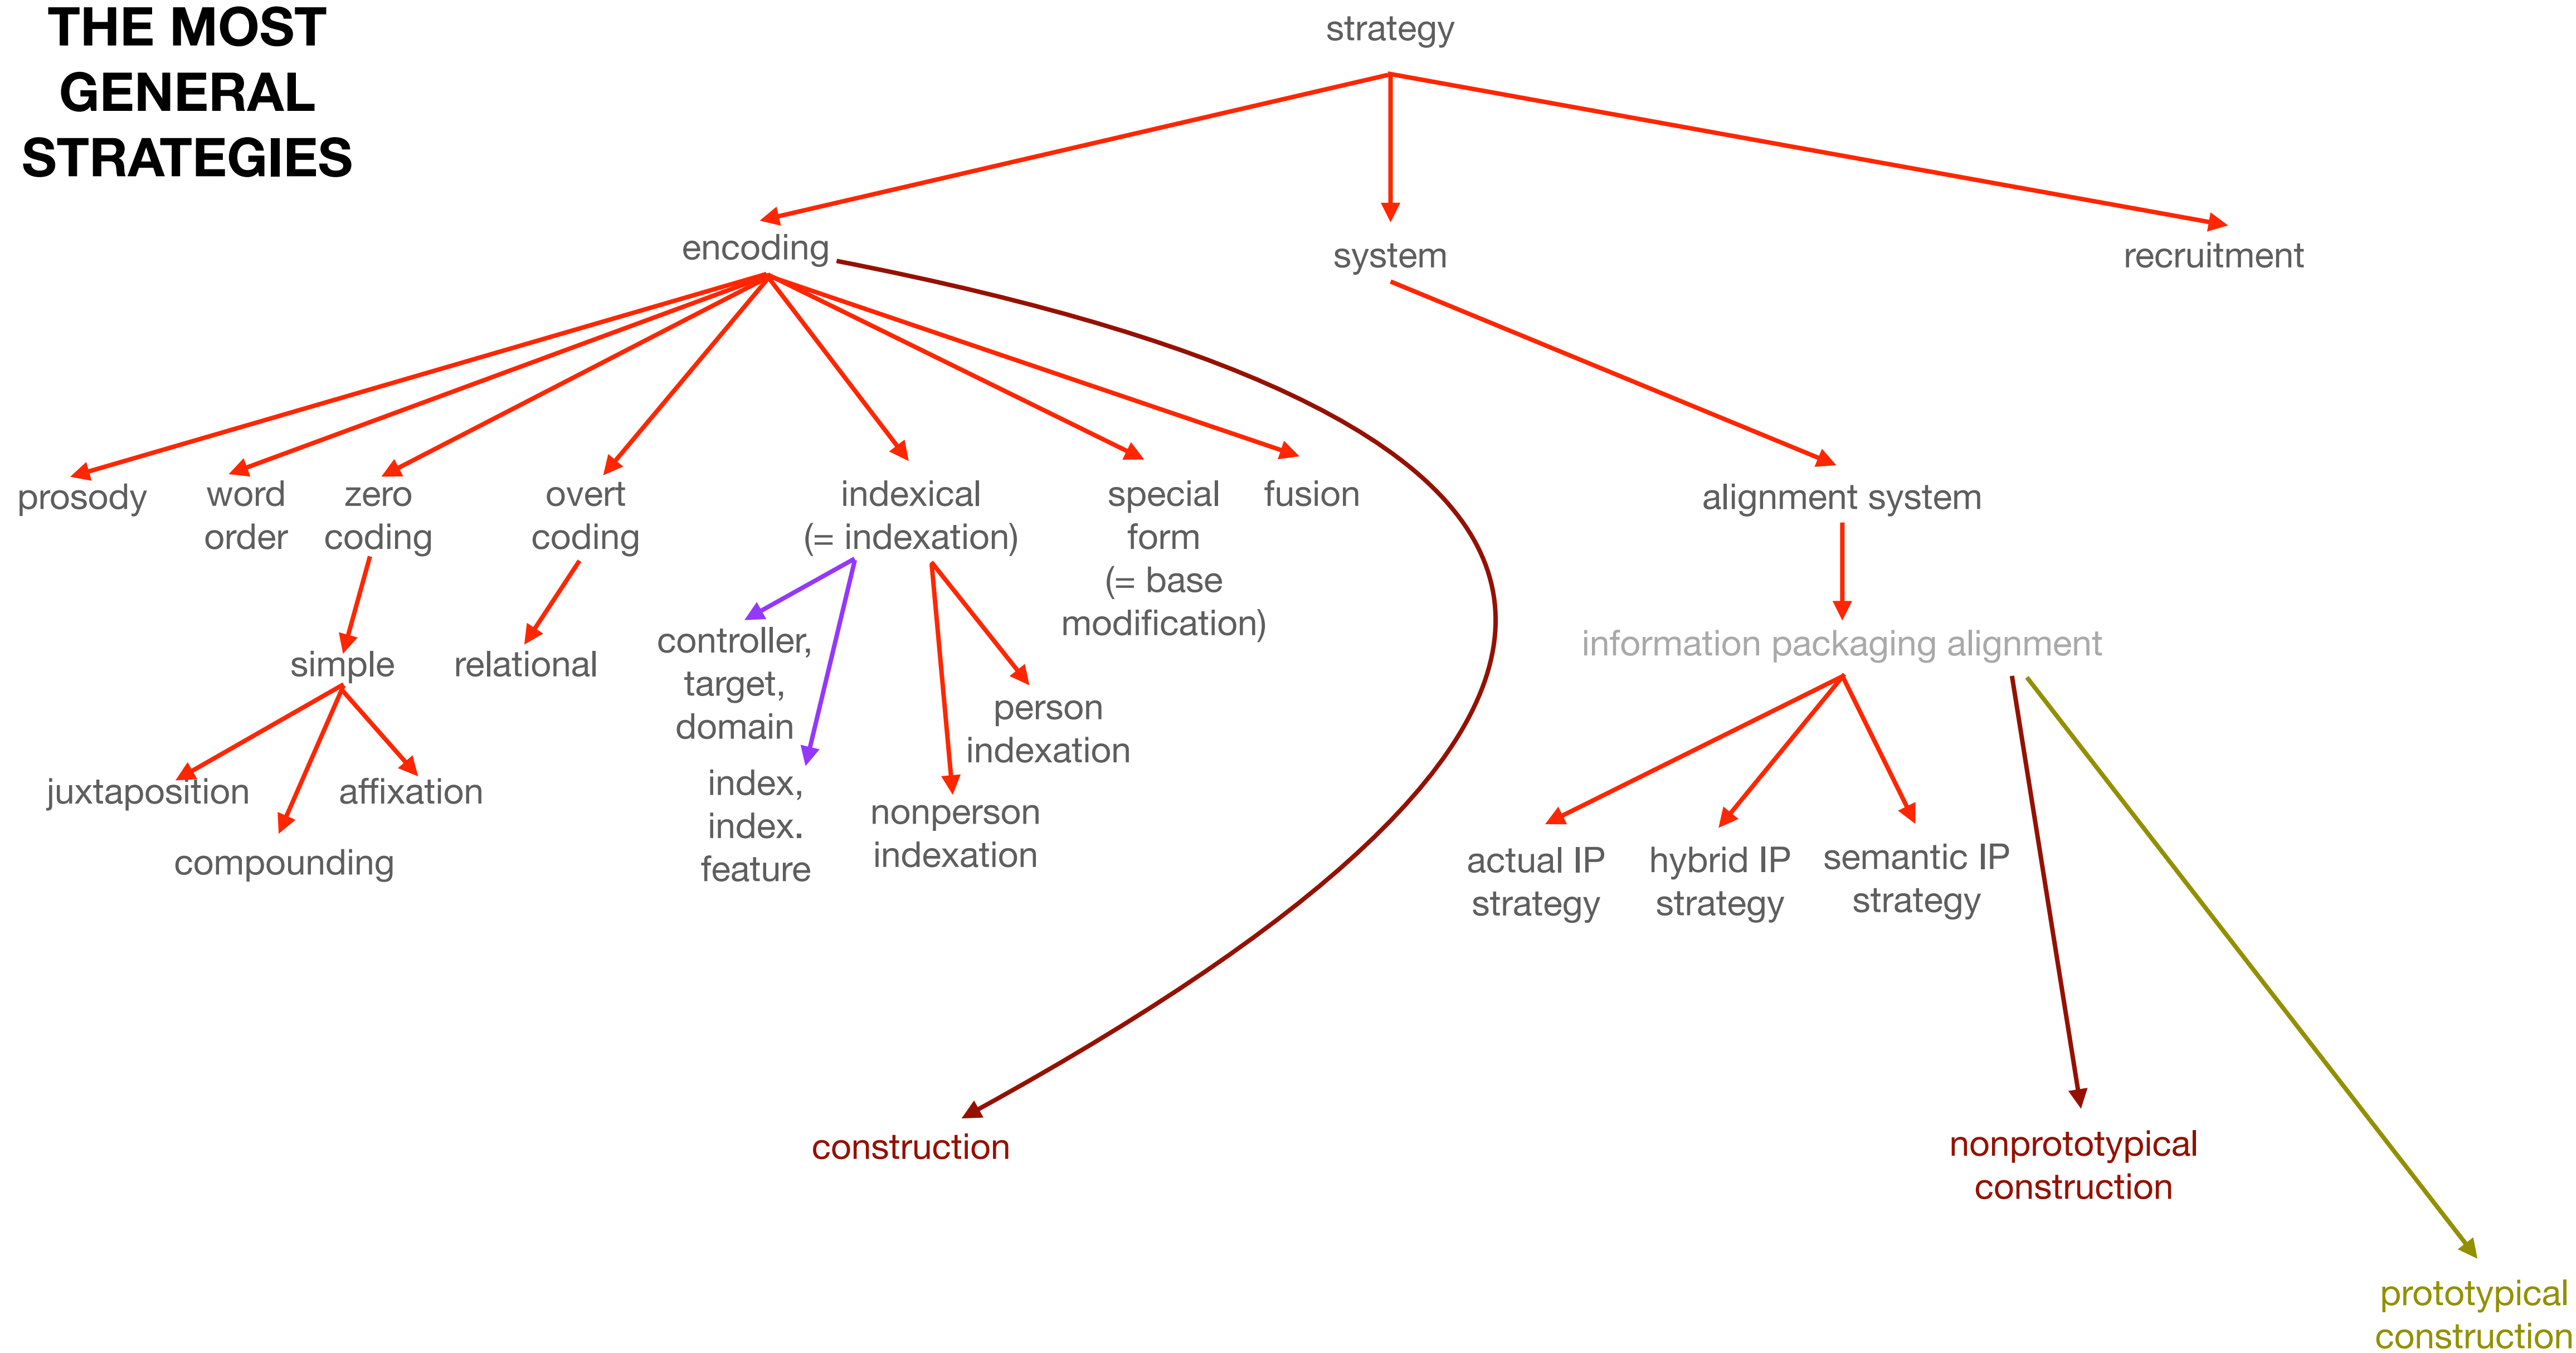 THE MOST
GENERAL
STRATEGIES
strategy
encoding
system
recruitment
prosody
word
order
zero
coding
overt
coding
indexical
(= indexation)
special
form
(= base
modification)
fusion
alignment system
simple
relational
controller,
target,
domain
person
indexation
information packaging alignment
juxtaposition
affixation
compounding
index,
index.
feature
nonperson
indexation
actual IP
strategy
hybrid IP
strategy
semantic IP
strategy
construction
nonprototypical
construction
prototypical
construction